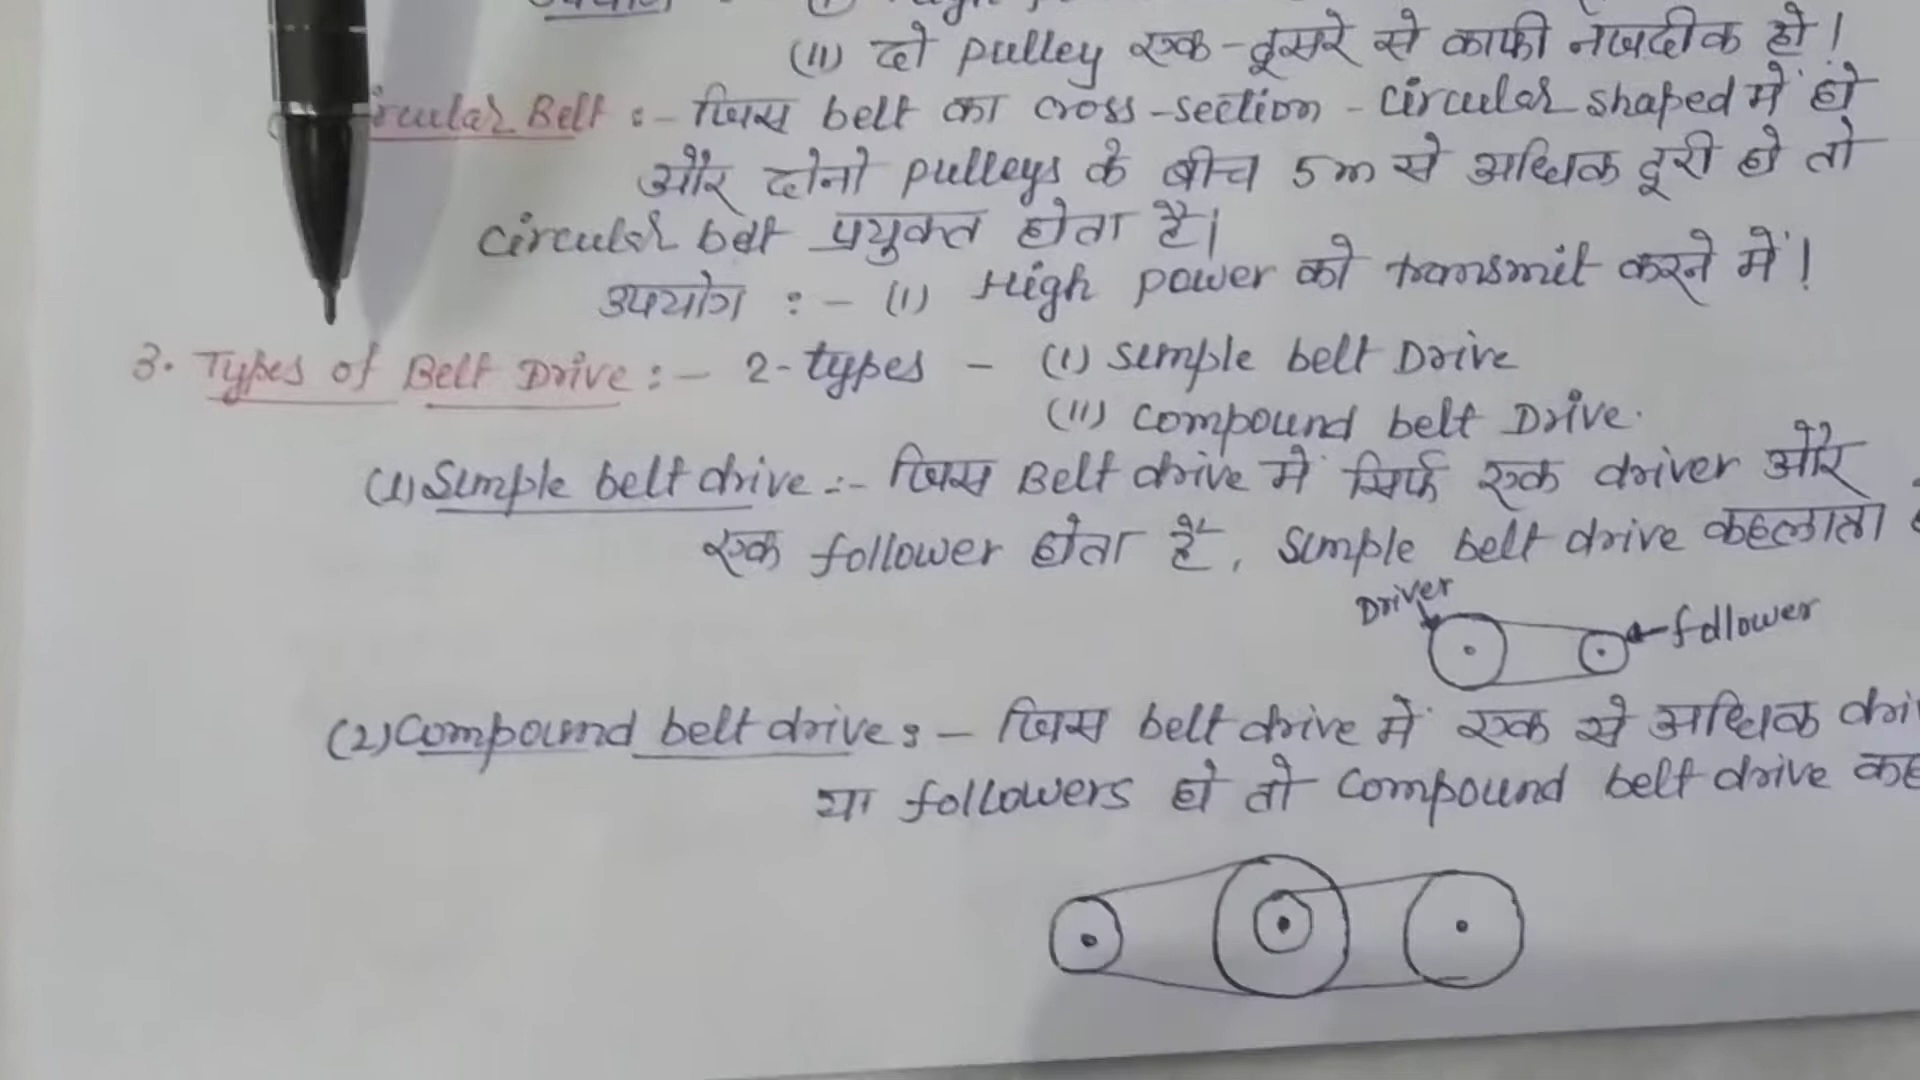 (II) दो pulley एक-दूसरे से काफी नजदीक हो।
ircular Belt :- जिस belt का cross-section - circular shaped में हो
और दोनो pulleys के बीच 5m से अधिक दूरी हो तो
circular belt प्रयुक्त होता है।
उपयोग :- (I) High power को transmit करने में।
3. Types of Belt Drive :- 2-types - (I) Simple belt Drive
(II) Compound belt Drive.
(1) Simple belt drive :- जिस Belt drive में सिर्फ एक driver और
एक follower होता है, simple belt drive कहलाता
Driver
follower
(2) Compound belt drive :- जिस belt drive में एक से अधिक dri
या followers हो तो compound belt drive कह